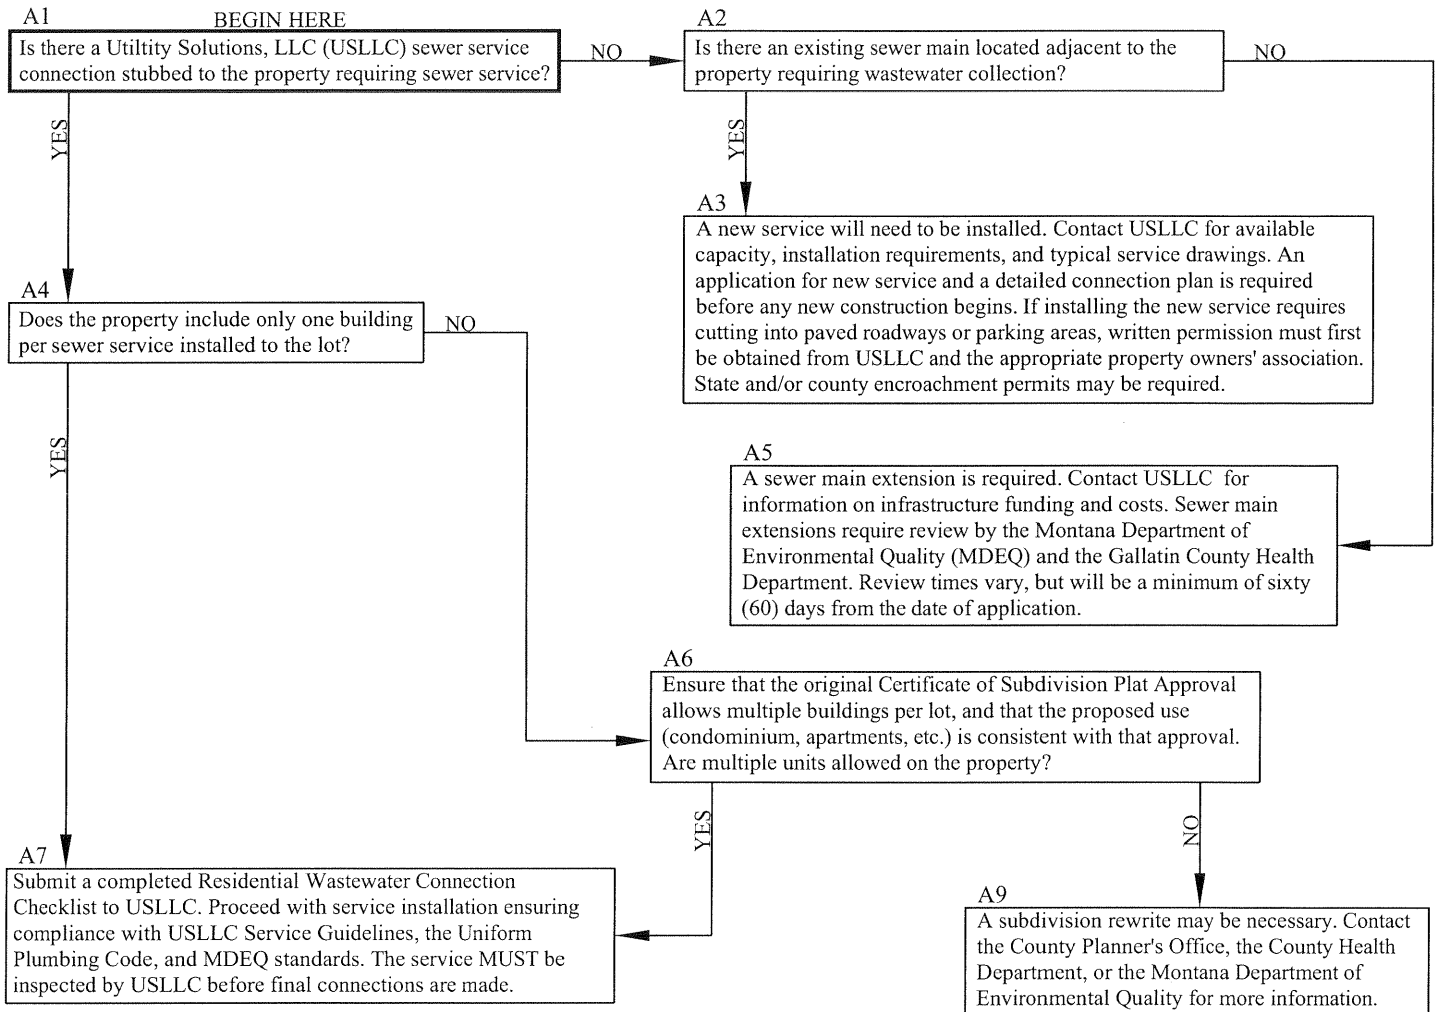 A1
BEGIN HERE
Is there a Utiltity Solutions, LLC (USLLC) sewer service
connection stubbed to the property requiring sewer service?
NO
A2
Is there an existing sewer main located adjacent to the
property requiring wastewater collection?
NO
YES
YES
A3
A new service will need to be installed. Contact USLLC for available
capacity, installation requirements, and typical service drawings. An
application for new service and a detailed connection plan is required
before any new construction begins. If installing the new service requires
cutting into paved roadways or parking areas, written permission must first
be obtained from USLLC and the appropriate property owners' association.
State and/or county encroachment permits may be required.
A4
Does the property include only one building
per sewer service installed to the lot?
NO
YES
A5
A sewer main extension is required. Contact USLLC for
information on infrastructure funding and costs. Sewer main
extensions require review by the Montana Department of
Environmental Quality (MDEQ) and the Gallatin County Health
Department. Review times vary, but will be a minimum of sixty
(60) days from the date of application.
A6
Ensure that the original Certificate of Subdivision Plat Approval
allows multiple buildings per lot, and that the proposed use
(condominium, apartments, etc.) is consistent with that approval.
Are multiple units allowed on the property?
YES
NO
A7
Submit a completed Residential Wastewater Connection
Checklist to USLLC. Proceed with service installation ensuring
compliance with USLLC Service Guidelines, the Uniform
Plumbing Code, and MDEQ standards. The service MUST be
inspected by USLLC before final connections are made.
A9
A subdivision rewrite may be necessary. Contact
the County Planner's Office, the County Health
Department, or the Montana Department of
Environmental Quality for more information.